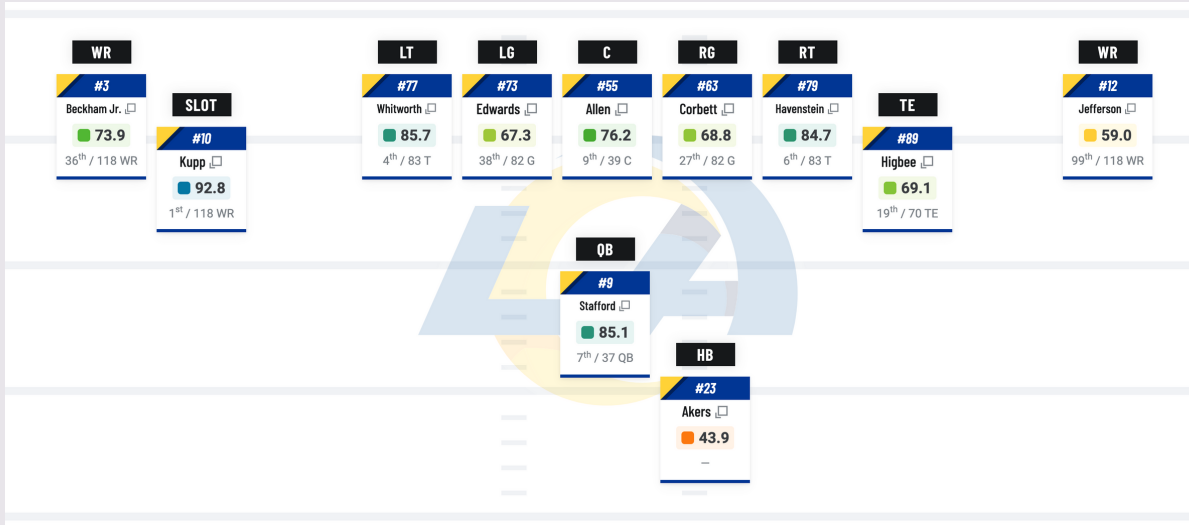 WR
#3
Beckham Jr.
73.9
36th / 118 WR
SLOT
#10
Kupp
92.8
1st / 118 WR
LT
#77
Whitworth
85.7
4th / 83 T
LG
#73
Edwards
67.3
38th / 82 G
C
#55
Allen
76.2
9th / 39 C
RG
#63
Corbett
68.8
27th / 82 G
RT
#79
Havenstein
84.7
6th / 83 T
TE
#89
Higbee
69.1
19th / 70 TE
WR
#12
Jefferson
59.0
99th / 118 WR
QB
#9
Stafford
85.1
7th / 37 QB
HB
#23
Akers
43.9
–